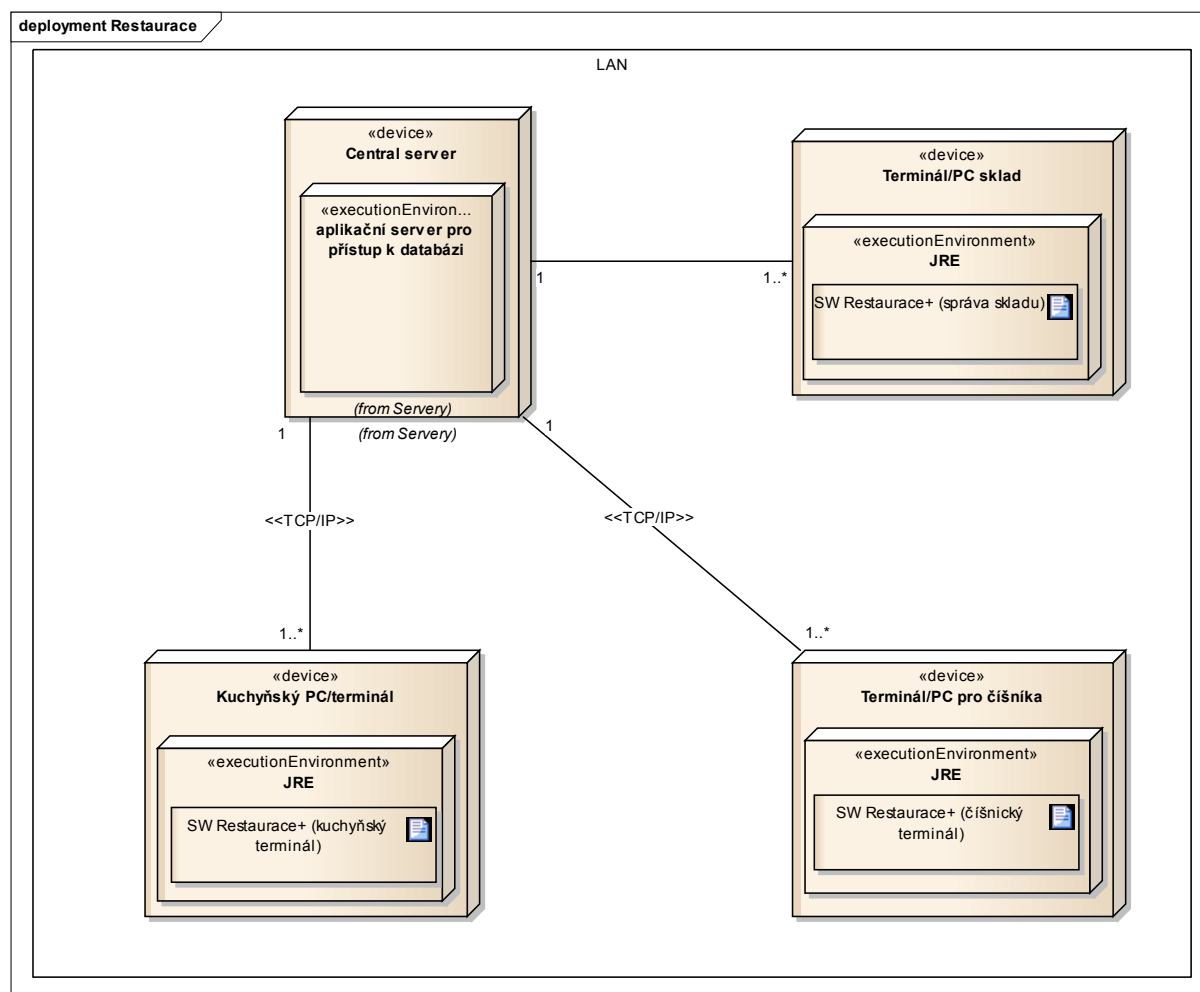 deployment Restaurace
LAN
«device»
Central server
«executionEnviron...
aplikační server pro
přístup k databázi
(from Servery)
(from Servery)
«device»
Terminál/PC sklad
«executionEnvironment»
JRE
SW Restaurace+ (správa skladu)
1
1..*
1
<<TCP/IP>>
1..*
1
<<TCP/IP>>
1..*
«device»
Kuchyňský PC/terminál
«executionEnvironment»
JRE
SW Restaurace+ (kuchyňský
terminál)
«device»
Terminál/PC pro číšníka
«executionEnvironment»
JRE
SW Restaurace+ (číšnický
terminál)